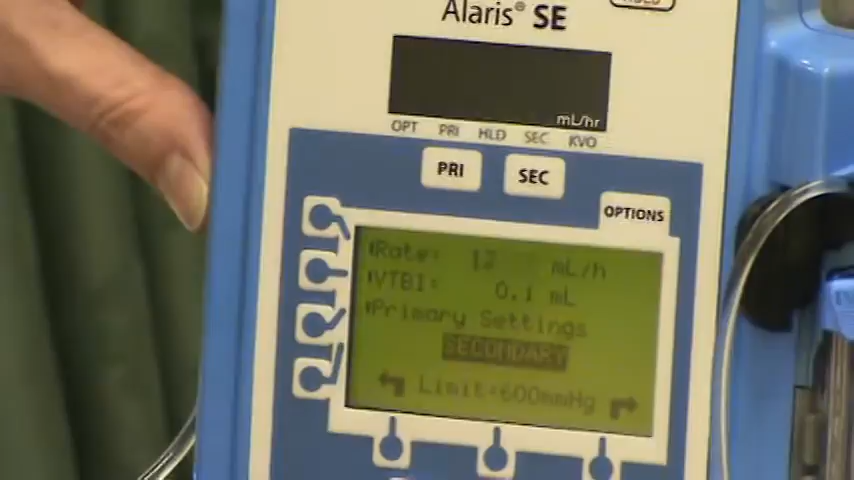 Alaris® SE
mL/hr
OPT PRI HLD SEC KVO
PRI SEC
OPTIONS
Rate: mL/h
VTBI: 0.1 mL
Primary Settings
SECONDARY
Limit=600mmHg